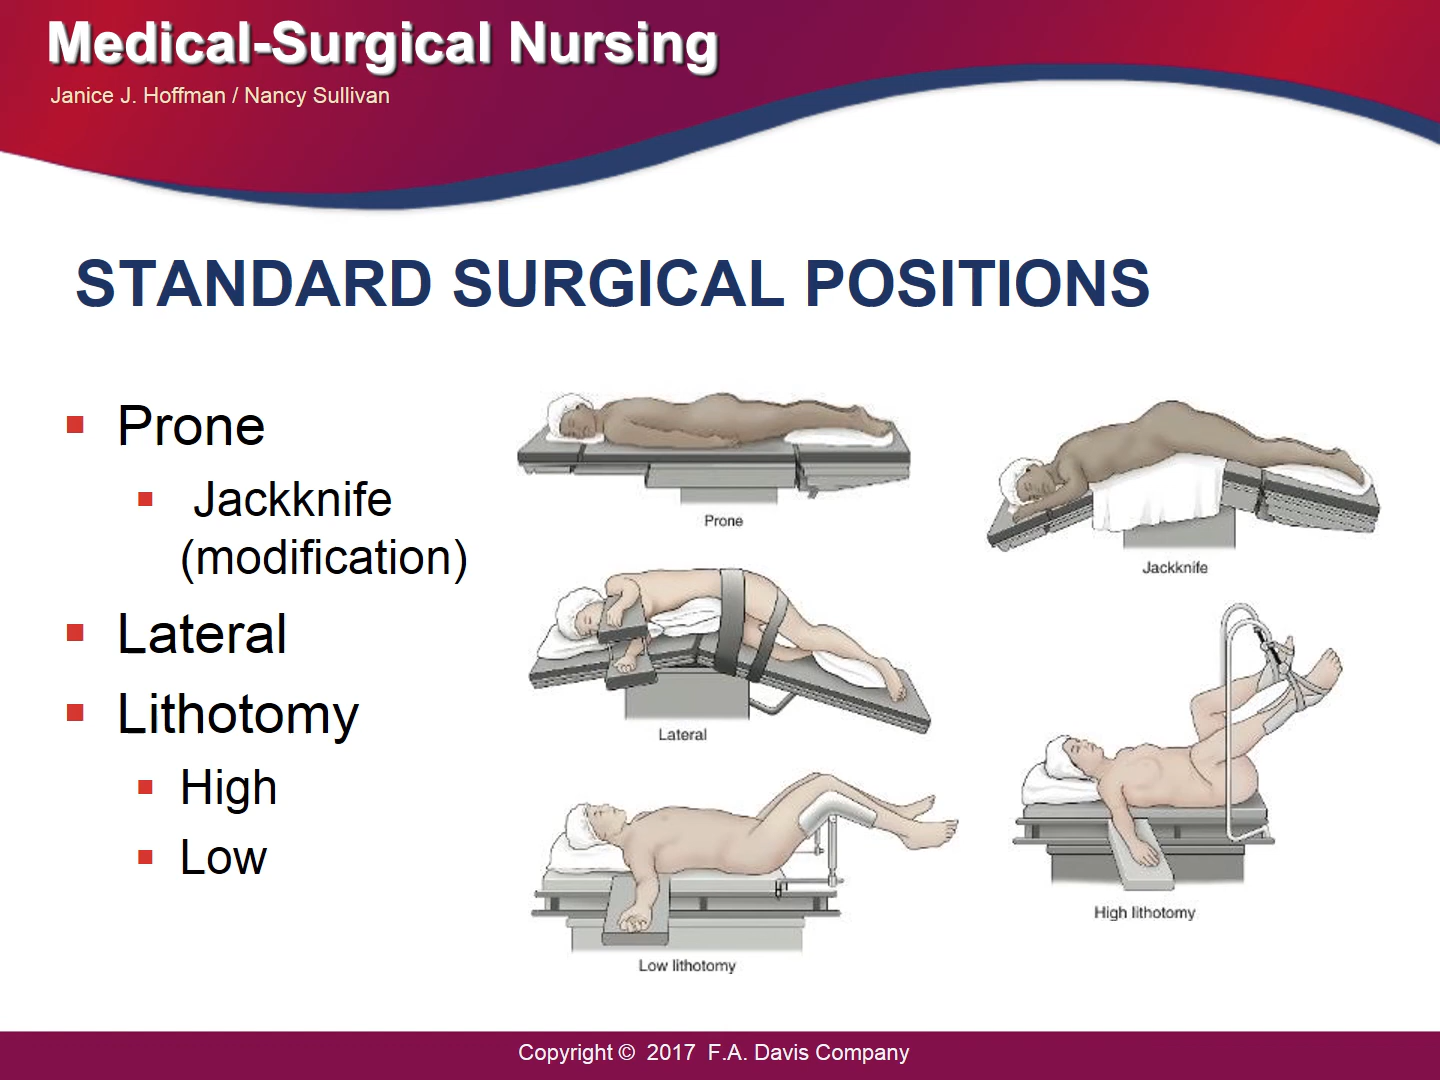 Medical-Surgical Nursing
Janice J. Hoffman / Nancy Sullivan
STANDARD SURGICAL POSITIONS
Prone
Jackknife
(modification)
Lateral
Lithotomy
High
Low
Prone
Jackknife
Lateral
High lithotomy
Low lithotomy
Copyright © 2017 F.A. Davis Company